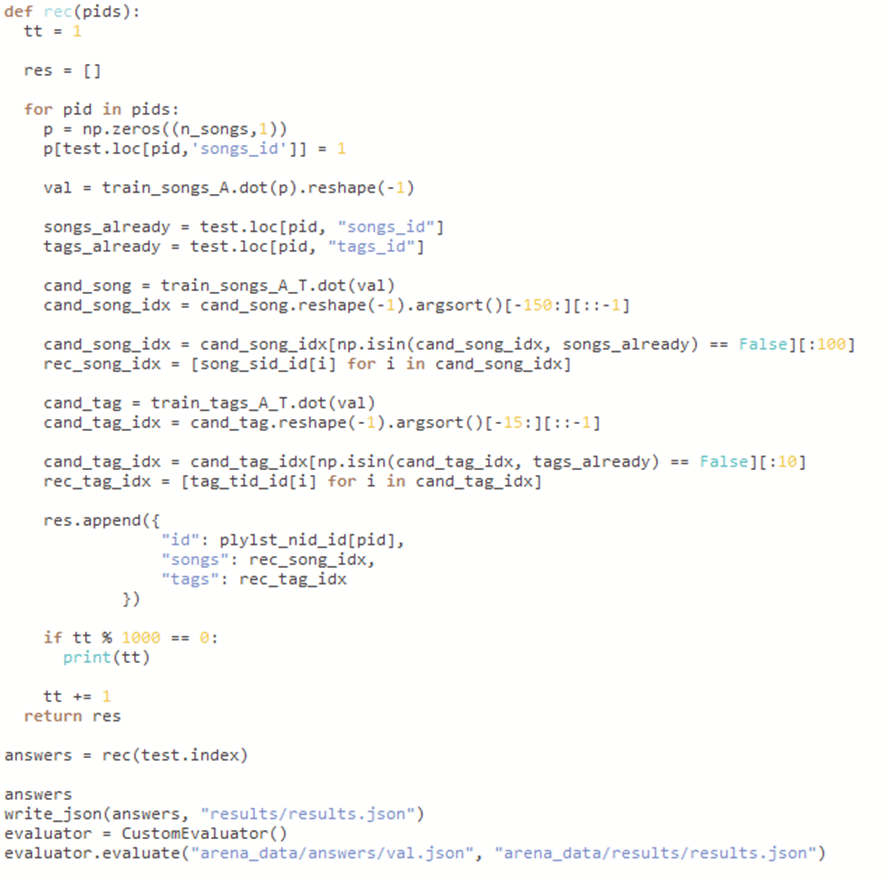 def rec(pids):
  tt = 1

  res = []

  for pid in pids:
    p = np.zeros((n_songs,1))
    p[test.loc[pid,'songs_id']] = 1

    val = train_songs_A.dot(p).reshape(-1)

    songs_already = test.loc[pid, "songs_id"]
    tags_already = test.loc[pid, "tags_id"]

    cand_song = train_songs_A_T.dot(val)
    cand_song_idx = cand_song.reshape(-1).argsort()[-150:][::-1]

    cand_song_idx = cand_song_idx[np.isin(cand_song_idx, songs_already) == False][:100]
    rec_song_idx = [song_sid_id[i] for i in cand_song_idx]

    cand_tag = train_tags_A_T.dot(val)
    cand_tag_idx = cand_tag.reshape(-1).argsort()[-15:][::-1]

    cand_tag_idx = cand_tag_idx[np.isin(cand_tag_idx, tags_already) == False][:10]
    rec_tag_idx = [tag_tid_id[i] for i in cand_tag_idx]

    res.append({
                "id": plylst_nid_id[pid],
                "songs": rec_song_idx,
                "tags": rec_tag_idx
            })

    if tt % 1000 == 0:
      print(tt)

    tt += 1
  return res

answers = rec(test.index)

answers
write_json(answers, "results/results.json")
evaluator = CustomEvaluator()
evaluator.evaluate("arena_data/answers/val.json", "arena_data/results/results.json")